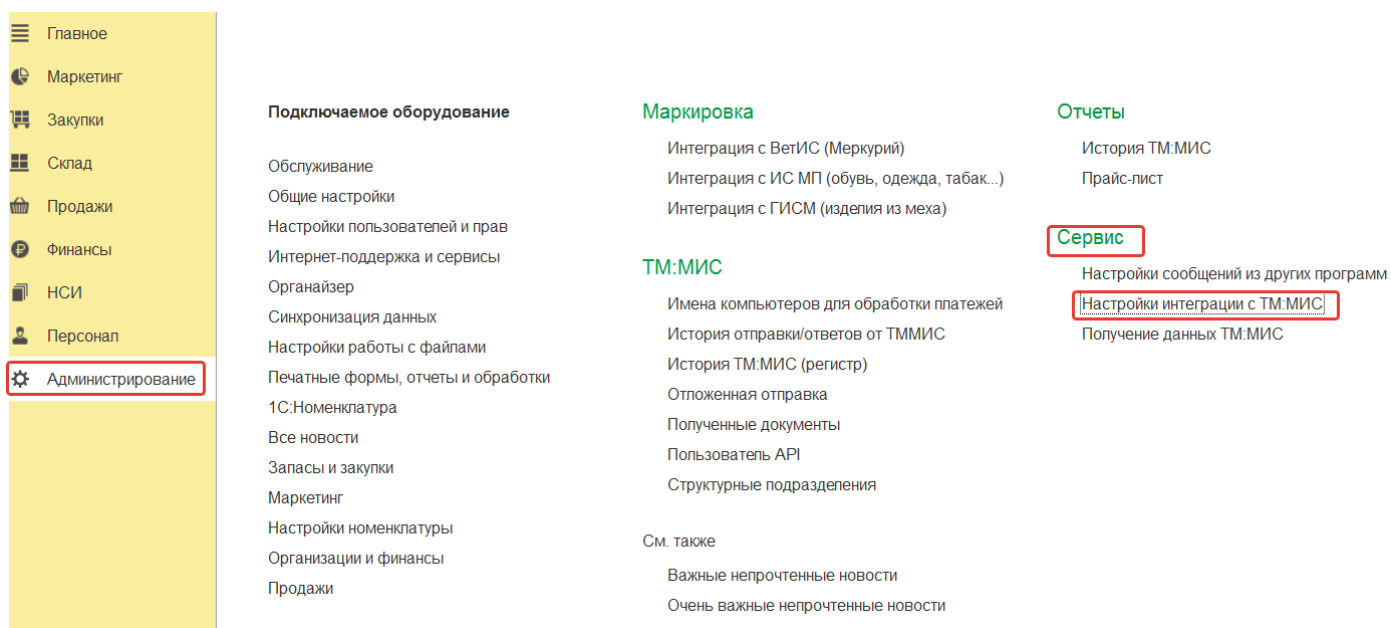 Главное
Маркетинг
Закупки
Склад
Продажи
Финансы
НСИ
Персонал
Администрирование
Подключаемое оборудование
Обслуживание
Общие настройки
Настройки пользователей и прав
Интернет-поддержка и сервисы
Органайзер
Синхронизация данных
Настройки работы с файлами
Печатные формы, отчеты и обработки
1С:Номенклатура
Все новости
Запасы и закупки
Маркетинг
Настройки номенклатуры
Организации и финансы
Продажи
Маркировка
Интеграция с ВетИС (Меркурий)
Интеграция с ИС МП (обувь, одежда, табак...)
Интеграция с ГИСМ (изделия из меха)
ТМ:МИС
Имена компьютеров для обработки платежей
История отправки/ответов от ТММИС
История ТМ:МИС (регистр)
Отложенная отправка
Полученные документы
Пользователь API
Структурные подразделения
См. также
Важные непрочтенные новости
Очень важные непрочтенные новости
Отчеты
История ТМ:МИС
Прайс-лист
Сервис
Настройки сообщений из других программ
Настройки интеграции с ТМ:МИС
Получение данных ТМ:МИС